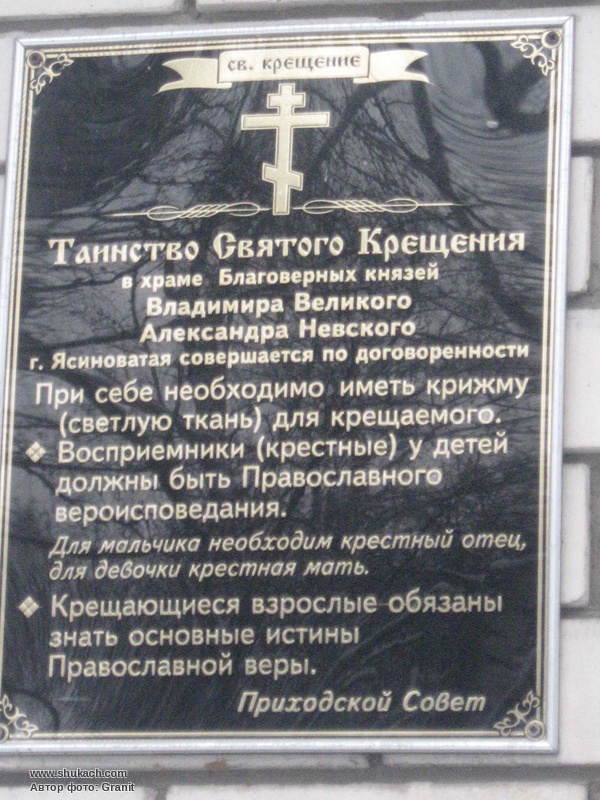 св. крещение
Таинство Святого Крещения
в храме Благоверных князей
Владимира Великого
Александра Невского
г. Ясиноватая совершается по договоренности
При себе необходимо иметь крижму
(светлую ткань) для крещаемого.
❖ Восприемники (крестные) у детей
должны быть Православного
вероисповедания.
Для мальчика необходим крестный отец,
для девочки крестная мать.
❖ Крещающиеся взрослые обязаны
знать основные истины
Православной веры.
Приходской Совет
www.shukach.com
Автор фото: Granit